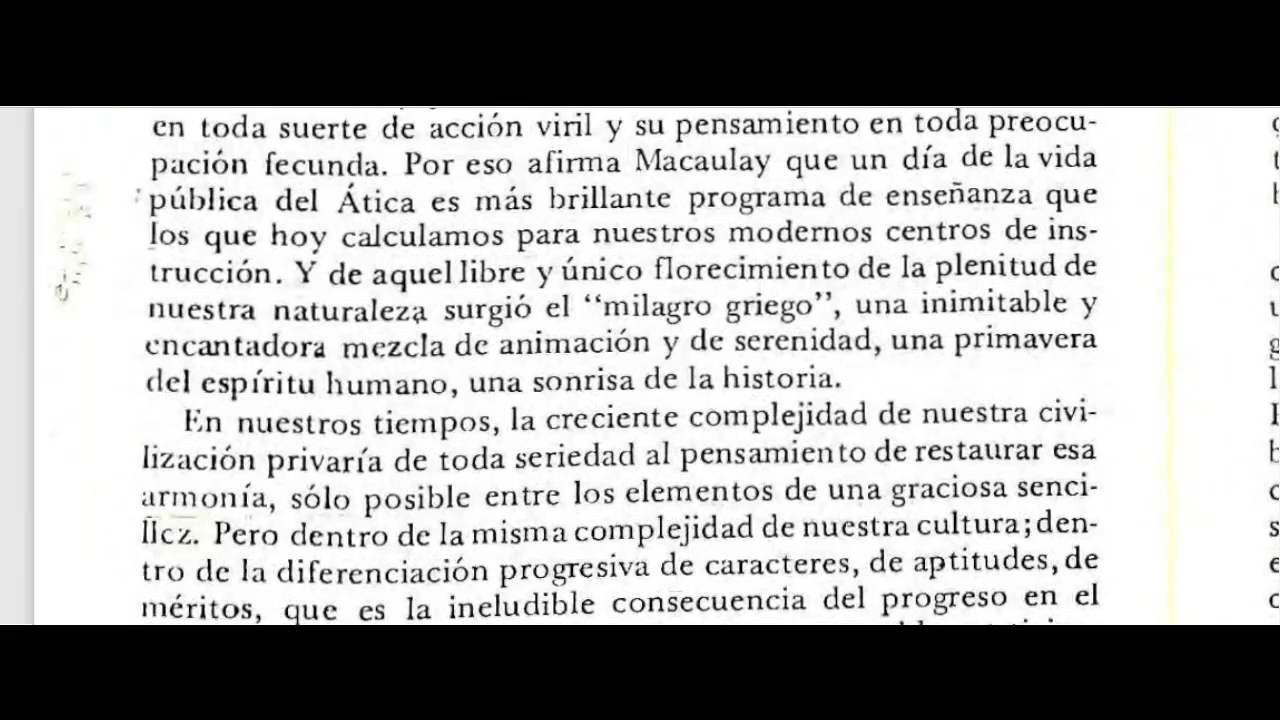 en toda suerte de acción viril y su pensamiento en toda preocu-
pación fecunda. Por eso afirma Macaulay que un día de la vida
pública del Ática es más brillante programa de enseñanza que
los que hoy calculamos para nuestros modernos centros de ins-
trucción. Y de aquel libre y único florecimiento de la plenitud de
nuestra naturaleza surgió el “milagro griego”, una inimitable y
encantadora mezcla de animación y de serenidad, una primavera
del espíritu humano, una sonrisa de la historia.
En nuestros tiempos, la creciente complejidad de nuestra civi-
lización privaría de toda seriedad al pensamiento de restaurar esa
armonía, sólo posible entre los elementos de una graciosa senci-
llez. Pero dentro de la misma complejidad de nuestra cultura; den-
tro de la diferenciación progresiva de caracteres, de aptitudes, de
méritos, que es la ineludible consecuencia del progreso en el